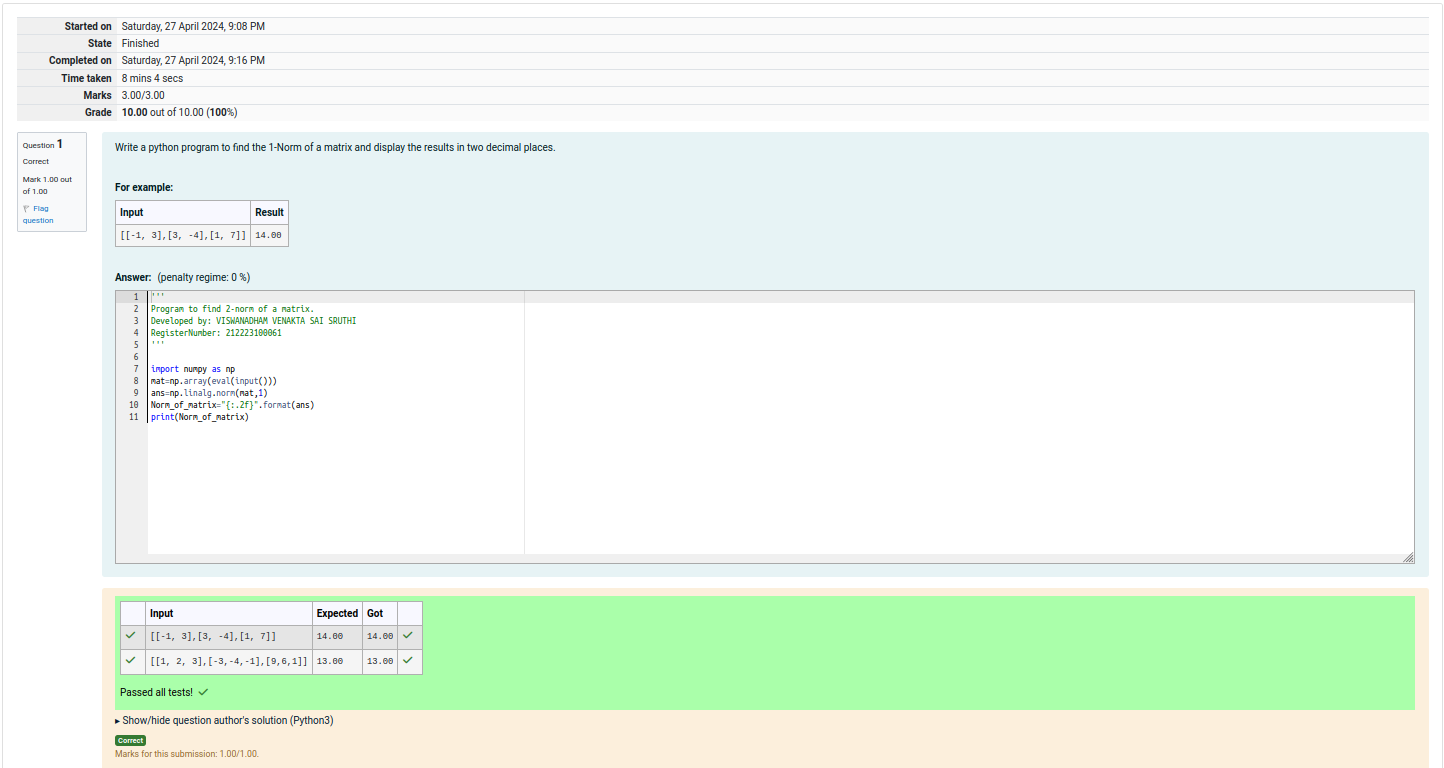 Started on Saturday, 27 April 2024, 9:08 PM
State Finished
Completed on Saturday, 27 April 2024, 9:16 PM
Time taken 8 mins 4 secs
Marks 3.00/3.00
Grade 10.00 out of 10.00 (100%)
Question 1
Correct
Mark 1.00 out
of 1.00
Flag
question
Write a python program to find the 1-Norm of a matrix and display the results in two decimal places.
For example:
Input Result
[[-1, 3],[3, -4],[1, 7]] 14.00
Answer: (penalty regime: 0 %)
1 '''
2 Program to find 2-norm of a matrix.
3 Developed by: VISWANADHAM VENAKTA SAI SRUTHI
4 RegisterNumber: 212223100061
5 '''
6
7 import numpy as np
8 mat=np.array(eval(input()))
9 ans=np.linalg.norm(mat,1)
10 Norm_of_matrix="{:.2f}".format(ans)
11 print(Norm_of_matrix)
Input Expected Got
[[-1, 3],[3, -4],[1, 7]] 14.00 14.00
[[1, 2, 3],[-3,-4,-1],[9,6,1]] 13.00 13.00
Passed all tests!
Show/hide question author's solution (Python3)
Correct
Marks for this submission: 1.00/1.00.